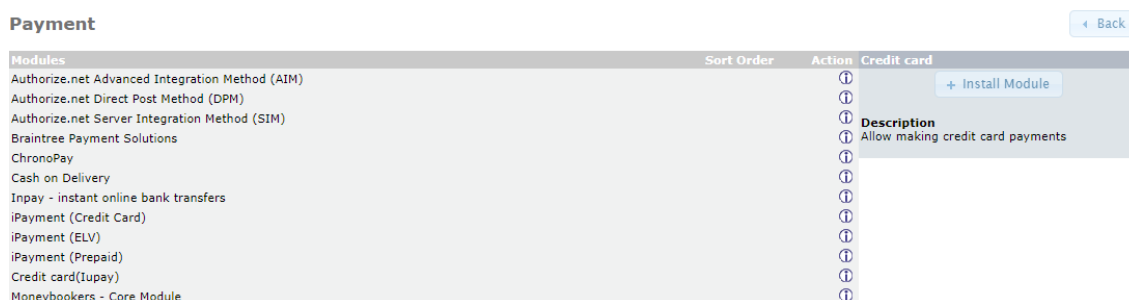 Payment
Back
Modules Sort Order Action Credit card
Authorize.net Advanced Integration Method (AIM)
+ Install Module
Authorize.net Direct Post Method (DPM)
Authorize.net Server Integration Method (SIM)
Description
Braintree Payment Solutions
Allow making credit card payments
ChronoPay
Cash on Delivery
Inpay - instant online bank transfers
iPayment (Credit Card)
iPayment (ELV)
iPayment (Prepaid)
Credit card(Iupay)
Moneybookers - Core Module